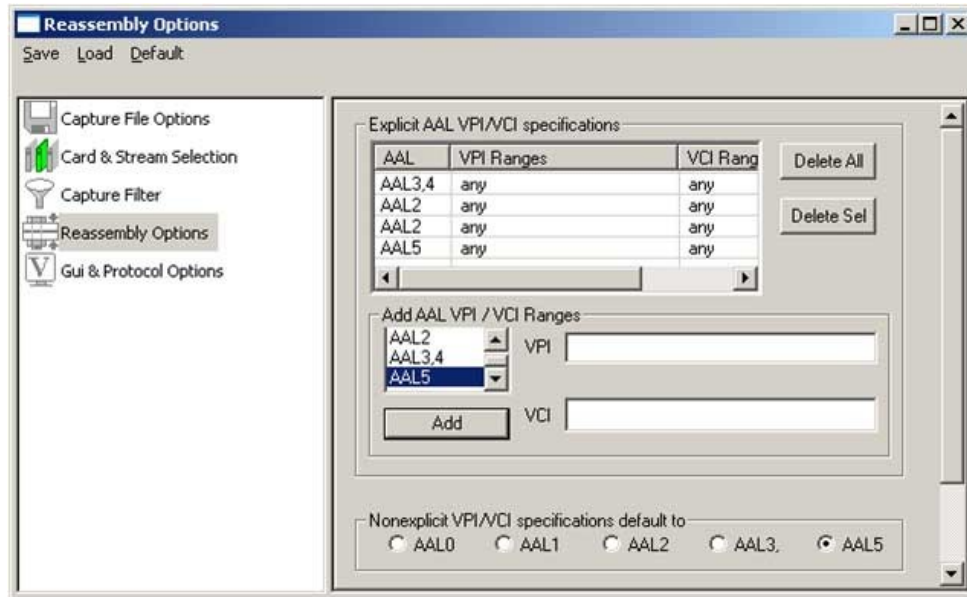 Reassembly Options
Save Load Default
Capture File Options
Card & Stream Selection
Capture Filter
Reassembly Options
V Gui & Protocol Options
Explicit AAL VPI/VCI specifications
AAL VPI Ranges VCI Rang
AAL3,4 any any
AAL2 any any
AAL2 any any
AAL5 any any
Delete All
Delete Sel
Add AAL VPI / VCI Ranges
AAL2
AAL3,4
AAL5
VPI
Add
VCI
Nonexplicit VPI/VCI specifications default to
AAL0 AAL1 AAL2 AAL3, AAL5